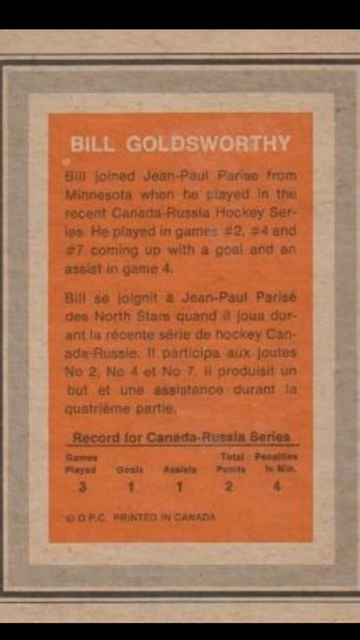 BILL GOLDSWORTHY
Bill joined Jean-Paul Parise from
Minnesota when he played in the
recent Canada-Russia Hockey Ser-
ies. He played in games #2, #4 and
#7 coming up with a goal and an
assist in game 4.
Bill se joignit à Jean-Paul Parisé
des North Stars quand il joua dur-
ant la récente série de hockey Can-
ada-Russie. Il participa aux joutes
No 2, No 4 et No 7. Il produisit un
but et une assistance durant la
quatrième partie.
Record for Canada-Russia Series
Games Played Goals Assists Total Points Penalties In Min.
3 1 1 2 4
© O.P.C. PRINTED IN CANADA